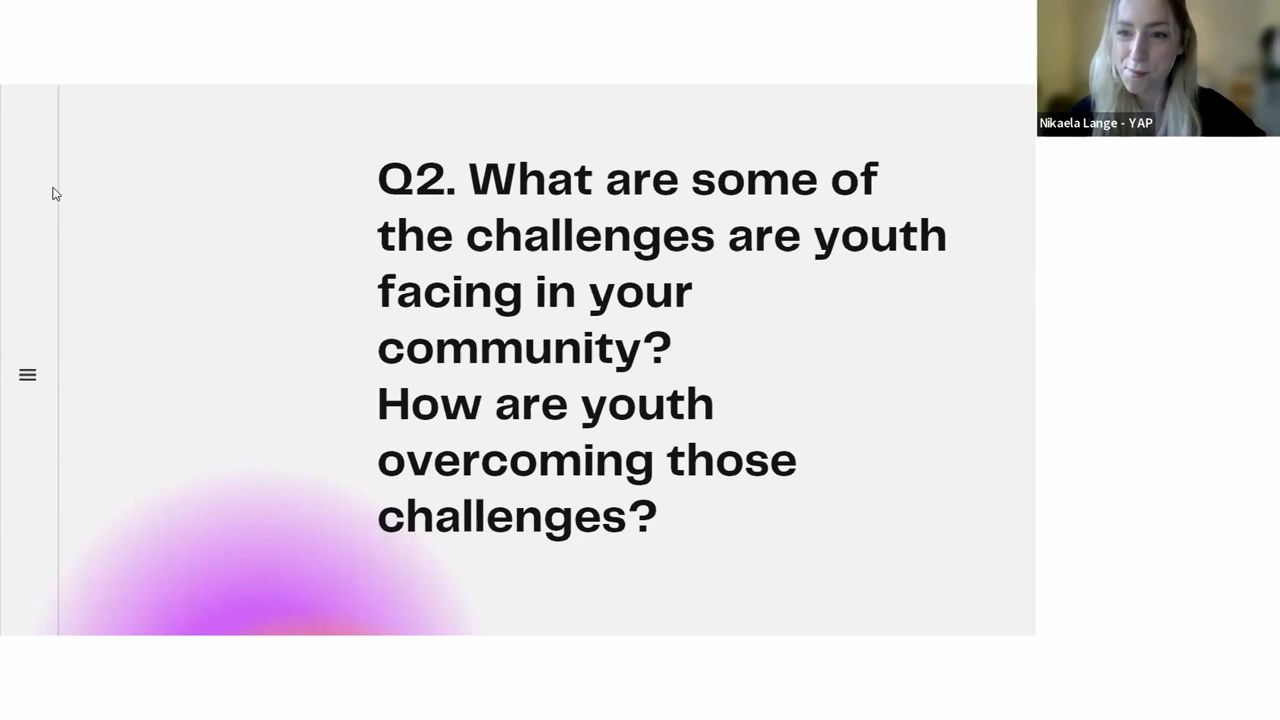 Q2. What are some of
the challenges are youth
facing in your
community?
How are youth
overcoming those
challenges?
Nikaela Lange - YAP